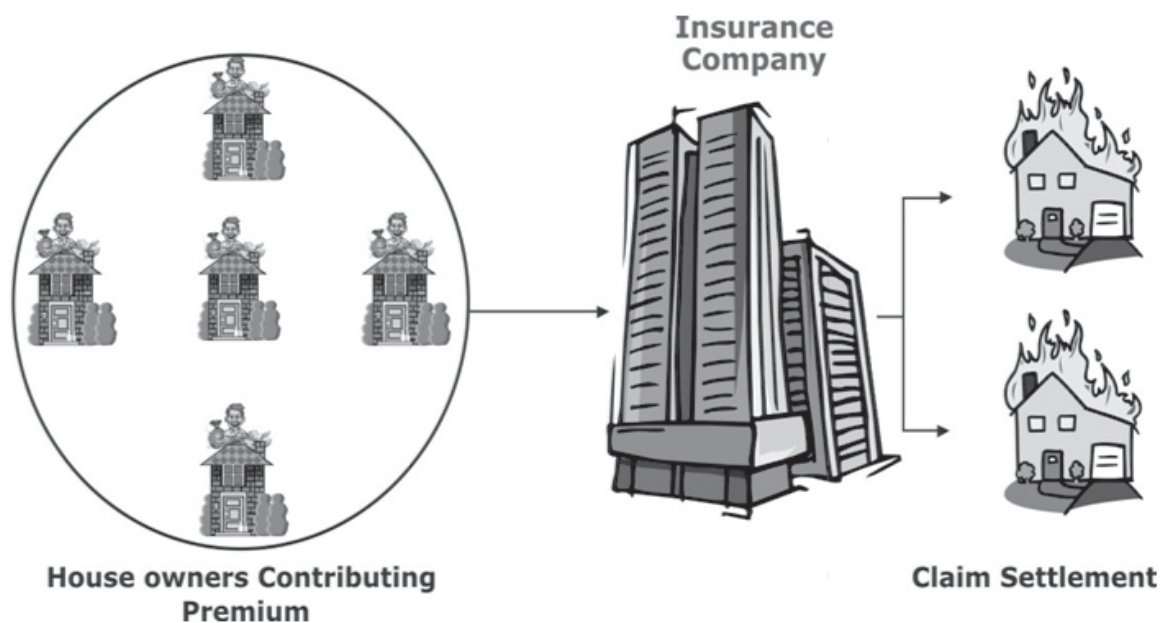 Insurance
Company
House owners Contributing
Premium
Claim Settlement